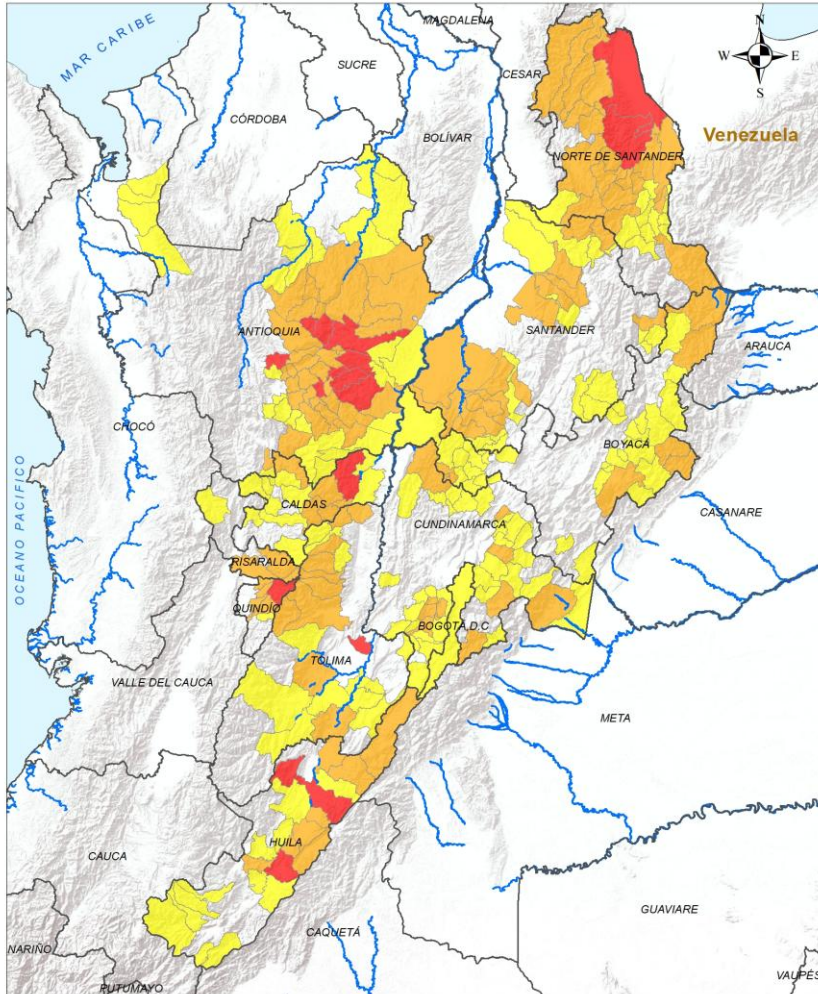 MAGDALENA
N
MAR CARIBE
SUCRE
CESAR
W
E
S
CÓRDOBA
BOLÍVAR
Venezuela
NORTE DE SANTANDER
ANTIOQUIA
SANTANDER
ARAUCA
CHOCÓ
BOYACÁ
CALDAS
CUNDINAMARCA
CASANARE
OCEANO PACIFICO
RISARALDA
QUINDÍO
BOGOTÁ, D.C
TOLIMA
VALLE DEL CAUCA
META
HUILA
CAUCA
GUAVIARE
CAQUETÁ
NARIÑO
PUTUMAYO
VAUPÉS